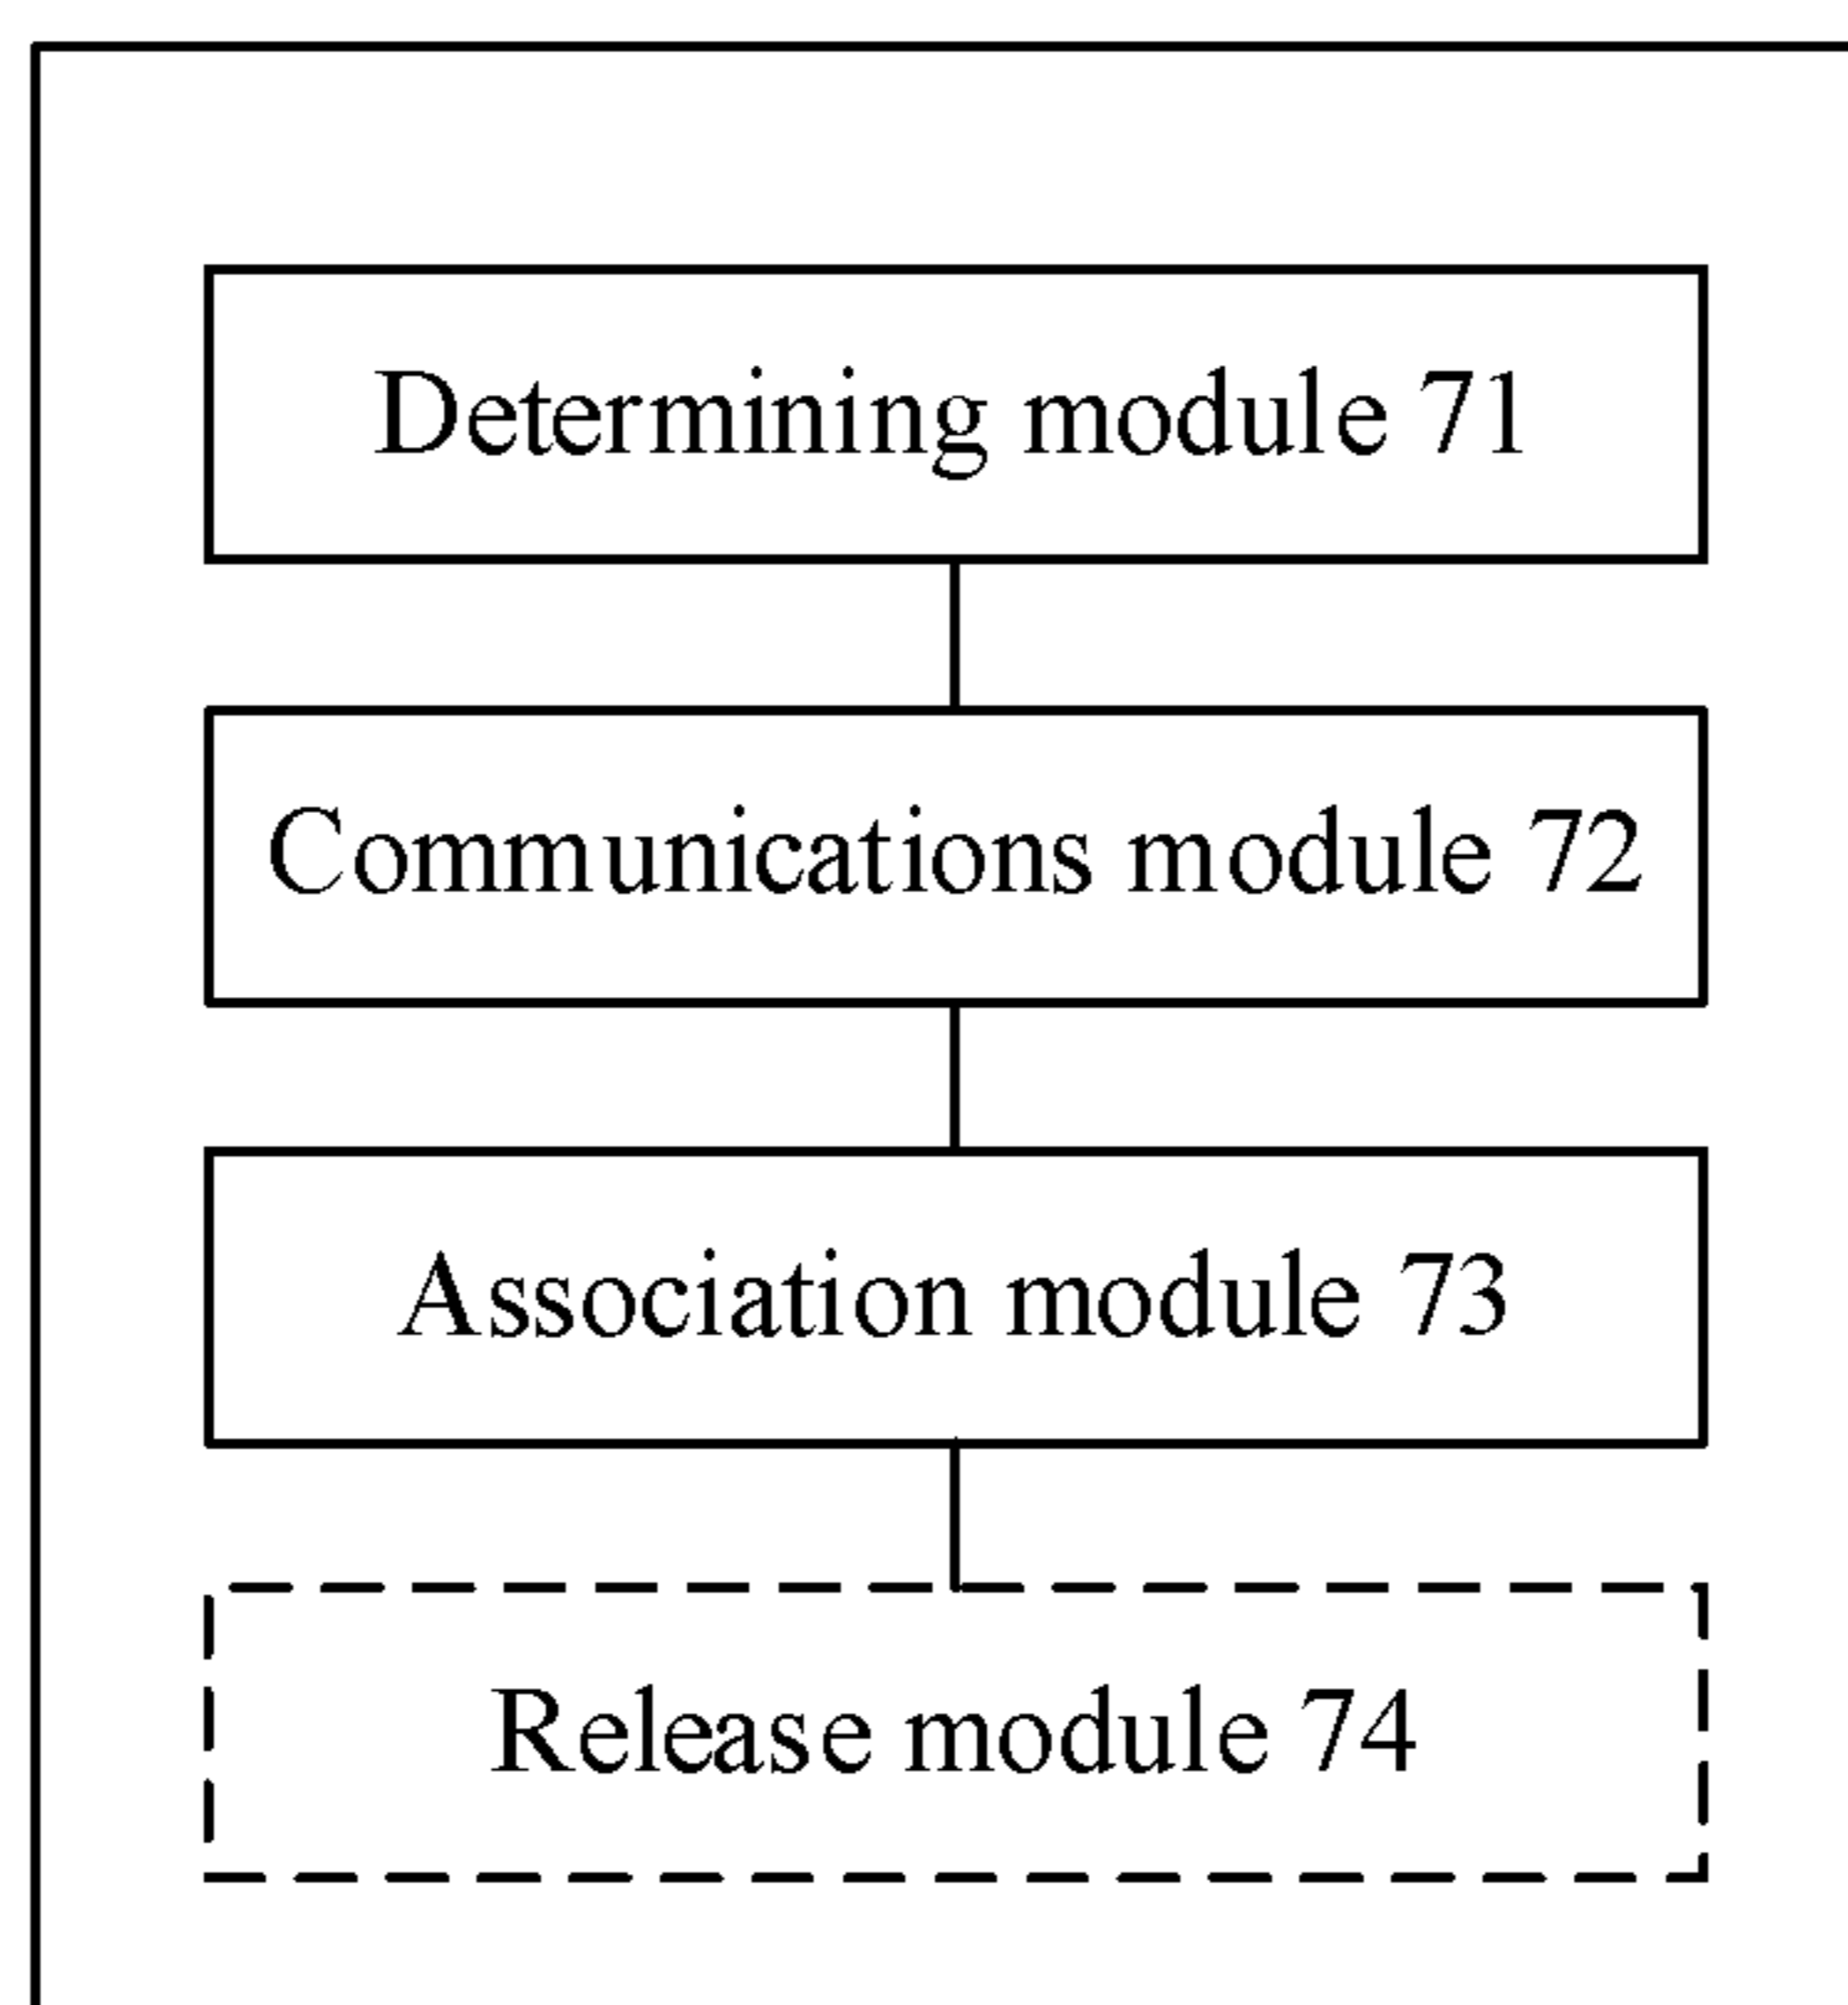 Determining module 71
Communications module 72
Association module 73
Release module 74